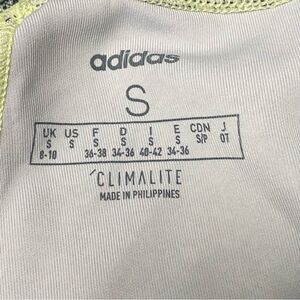 adidas
S
UK US F D I E CDN J
S S S S S S S/P OT
8-10 36-38 34-36 40-42 34-36
CLIMALITE
MADE IN PHILIPPINES